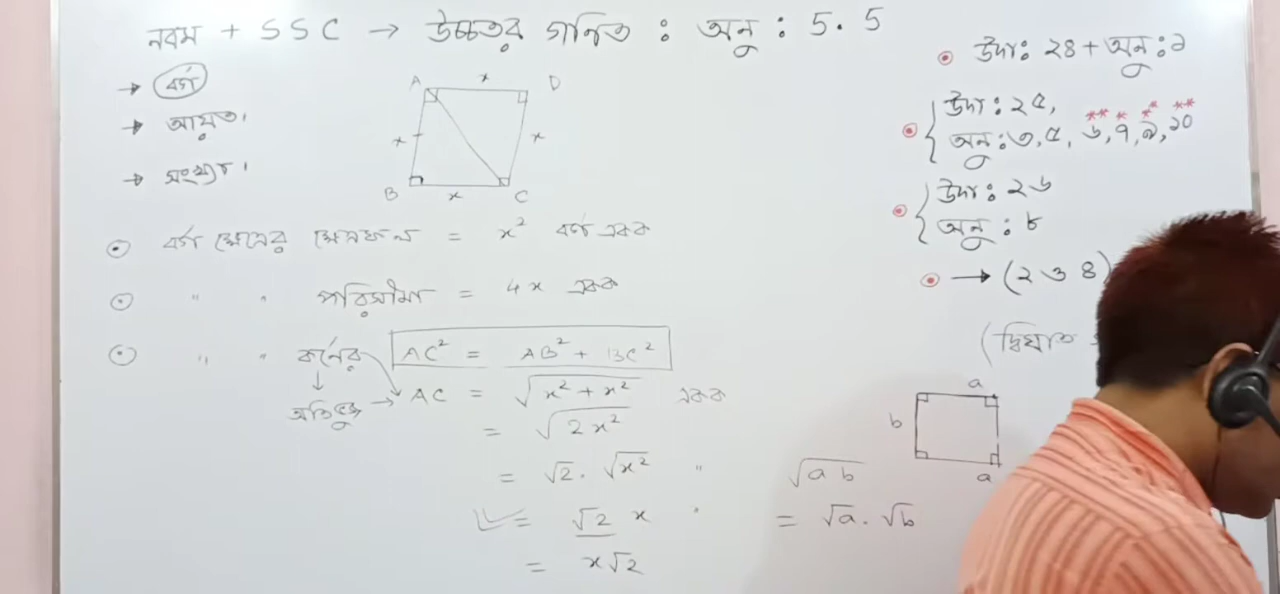 নবম + SSC → উচ্চতর গণিত : অনু : 5.5
→ বর্গ
→ আয়ত।
→ সংখ্যা।
A x D
x x
B x C
⊙ বর্গ ক্ষেত্রের ক্ষেত্রফল = x² বর্গ একক
⊙ " " পরিসীমা = 4x একক
⊙ " " কর্নের AC² = AB² + BC²
↓
অতিভুজ → AC = √(x² + x²) একক
= √(2x²)
= √2 . √x² "
= √2 x "
= x√2
√ab
= √a . √b
⊙ উদা: ২৪ + অনু : ১
⊙ { উদা : ২৫,
অনু : ৩, ৫, ৬, ৭, ৯, ১০
** * * **
⊙ { উদা : ২৬
অনু : ৮
⊙ → (২ ও ৪)
(দ্বিঘাত
a
b
a